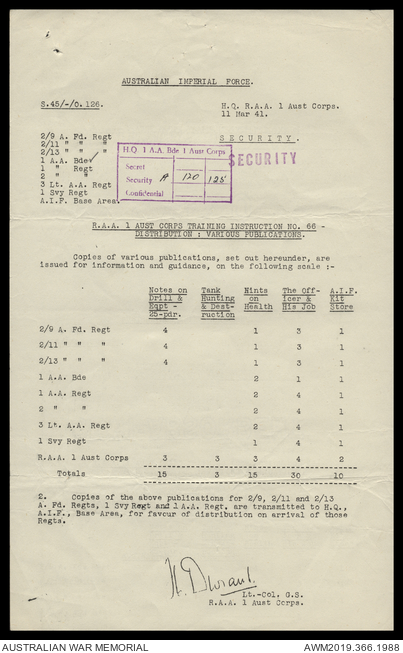 AUSTRALIAN IMPERIAL FORCE.
S.45/-/O.126.
H.Q. R.A.A. 1 Aust Corps.
11 Mar 41.
2/9 A. Fd. Regt
2/11 " " "
2/13 " " "
1 A.A. Bde
1 " Regt
2 " "
3 Lt. A.A. Regt
1 Svy Regt
A.I.F. Base Area.
SECURITY.
H.Q 1 A.A. Bde 1 Aust Corps
Secret
Security A 120 125
Confidential
SECURITY
R.A.A. 1 AUST CORPS TRAINING INSTRUCTION NO. 66 -
DISTRIBUTION : VARIOUS PUBLICATIONS.
Copies of various publications, set out hereunder, are
issued for information and guidance, on the following scale :-
Notes on Tank Hints The Off- A.I.F.
Drill & Hunting on icer & Kit
Eqpt - & Dest- Health His Job Store
25-pdr. ruction
2/9 A. Fd. Regt 4 1 3 1
2/11 " " " 4 1 3 1
2/13 " " " 4 1 3 1
1 A.A. Bde 2 1 1
1 A.A. Regt 2 4 1
2 " " 2 4 1
3 Lt. A.A. Regt 2 4 1
1 Svy Regt 1 4 1
R.A.A. 1 Aust Corps 3 3 3 4 2
Totals 15 3 15 30 10
2. Copies of the above publications for 2/9, 2/11 and 2/13
A. Fd. Regts, 1 Svy Regt and 1 A.A. Regt. are transmitted to H.Q.,
A.I.F., Base Area, for favour of distribution on arrival of those
Regts.
Lt.-Col. G.S.
R.A.A. 1 Aust Corps.
AUSTRALIAN WAR MEMORIAL
AWM2019.366.1988